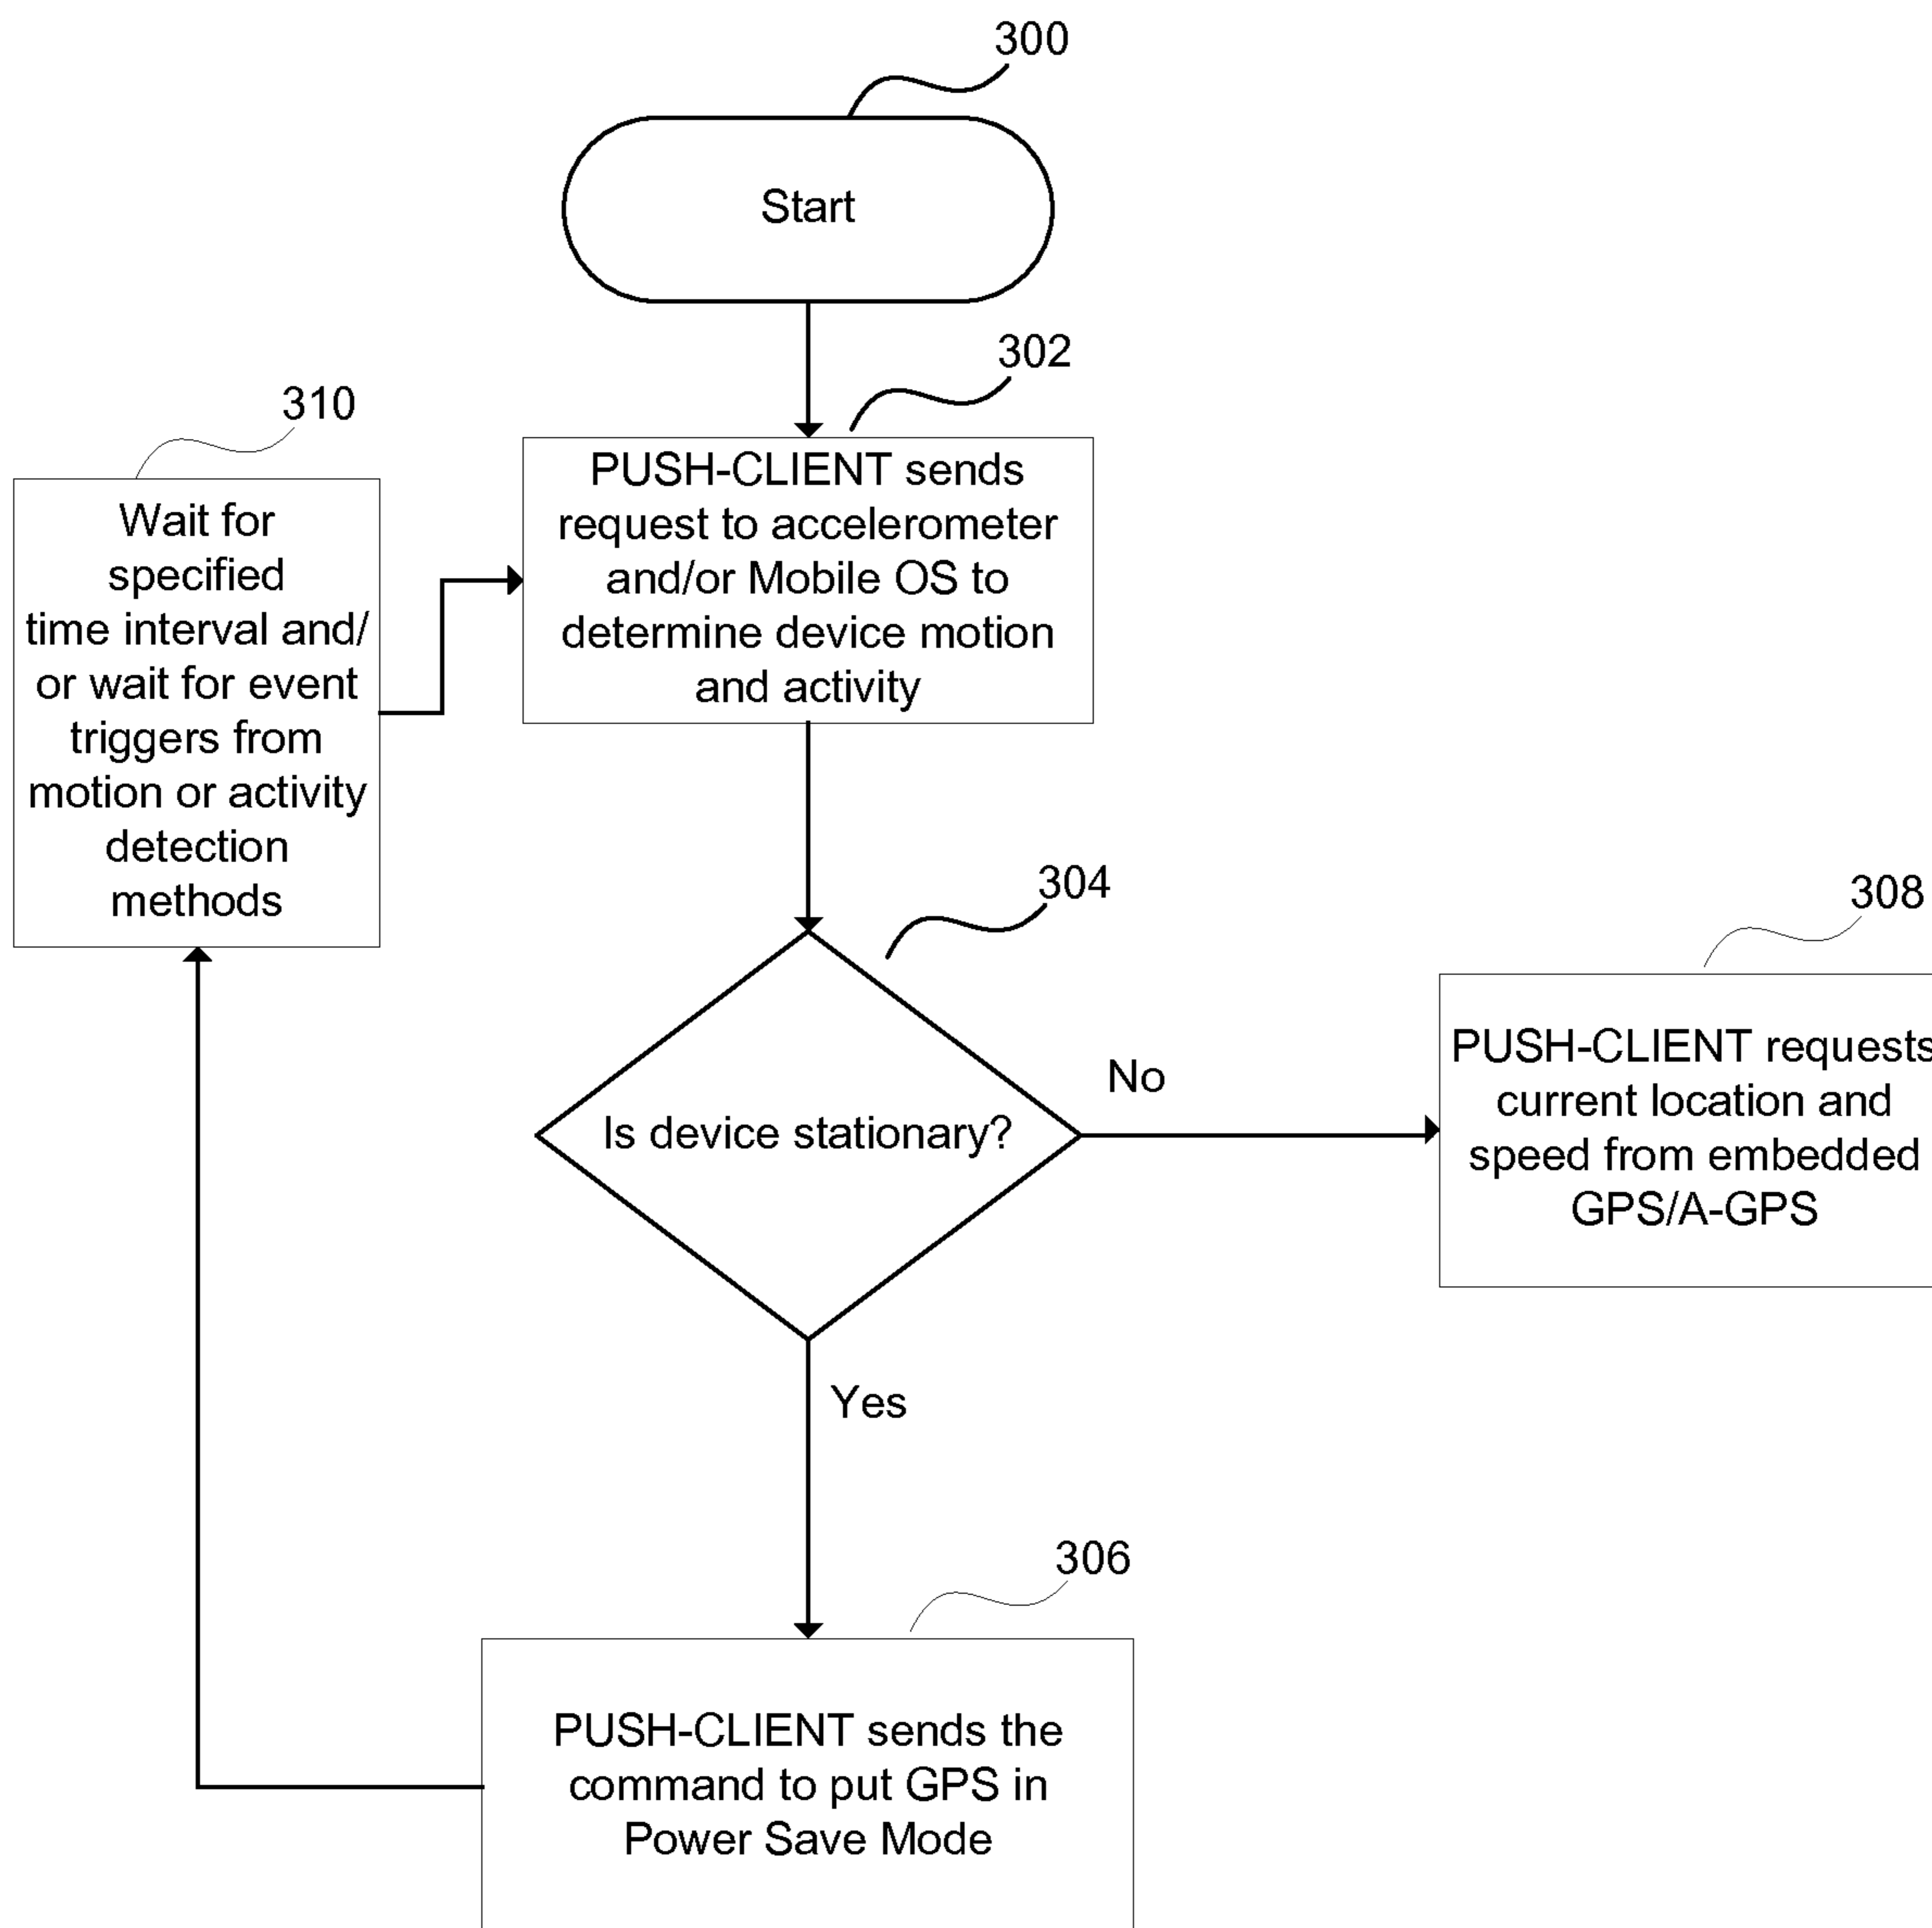 300
Start
302
PUSH-CLIENT sends
request to accelerometer
and/or Mobile OS to
determine device motion
and activity
310
Wait for
specified
time interval and/
or wait for event
triggers from
motion or activity
detection
methods
304
Is device stationary?
No
308
PUSH-CLIENT requests
current location and
speed from embedded
GPS/A-GPS
Yes
306
PUSH-CLIENT sends the
command to put GPS in
Power Save Mode